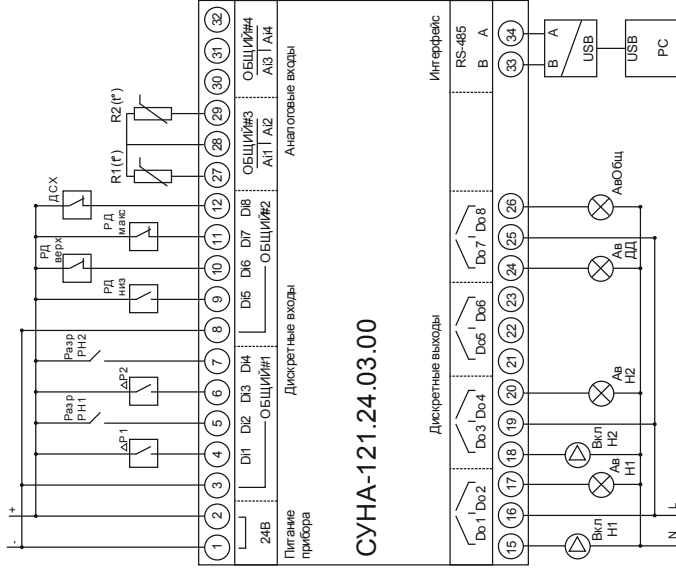 - +
ΔP1
Разр
РН1
ΔP2
Разр
РН2
РД
низ
РД
верх
РД
макс
ДСХ
R1(t°)
R2(t°)
1 2 3 4 5 6 7 8 9 10 11 12 27 28 29 30 31 32
24В
Di1 Di2 Di3 Di4
ОБЩИЙ#1
Di5 Di6 Di7 Di8
ОБЩИЙ#2
ОБЩИЙ#3
Ai1 Ai2
ОБЩИЙ#4
Ai3 Ai4
Питание
прибора
Дискретные входы
Аналоговые входы
СУНА-121.24.03.00
Дискретные выходы
Интерфейс
RS-485
B A
Do1 Do2
Do3 Do4
Do5 Do6
Do7 Do8
15 16 17 18 19 20 21 22 23 24 25 26 33 34
Вкл
Н1
Ав
Н1
Вкл
Н2
Ав
Н2
Ав
ДД
АвОбщ
B A
USB
USB
PC
N L